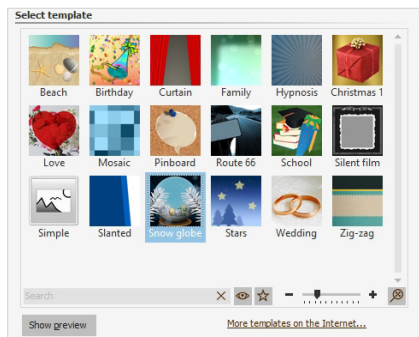 Select template
Beach Birthday Curtain Family Hypnosis Christmas 1
Love Mosaic Pinboard Route 66 School Silent film
Simple Slanted Snow globe Stars Wedding Zig-zag
Search
Show preview More templates on the Internet...